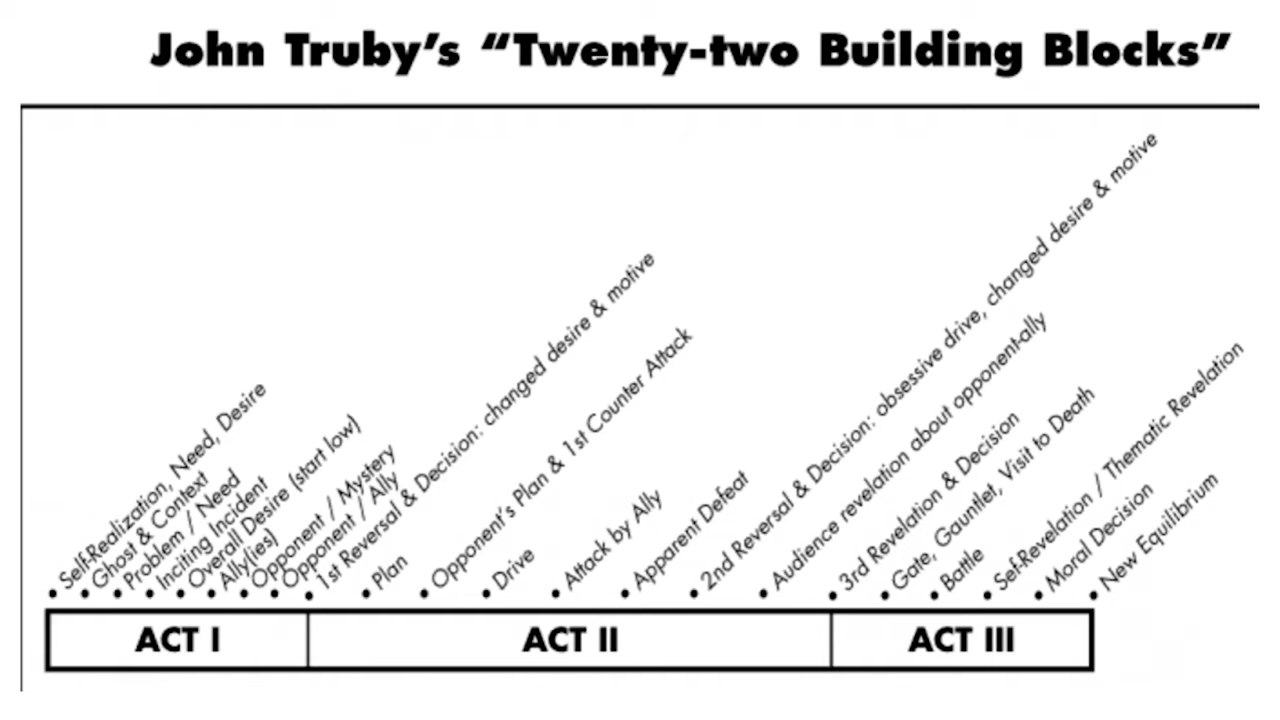 John Truby's “Twenty-two Building Blocks”
• Self-Realization, Need, Desire
• Ghost & Context
• Problem / Need
• Inciting Incident
• Overall Desire (start low)
• Ally(ies)
• Opponent / Mystery
• Opponent / Ally
• 1st Reversal & Decision: changed desire & motive
• Plan
• Opponent's Plan & 1st Counter Attack
• Drive
• Attack by Ally
• Apparent Defeat
• 2nd Reversal & Decision: obsessive drive, changed desire & motive
• Audience revelation about opponent-ally
• 3rd Revelation & Decision
• Gate, Gauntlet, Visit to Death
• Battle
• Self-Revelation / Thematic Revelation
• Moral Decision
• New Equilibrium
ACT I
ACT II
ACT III